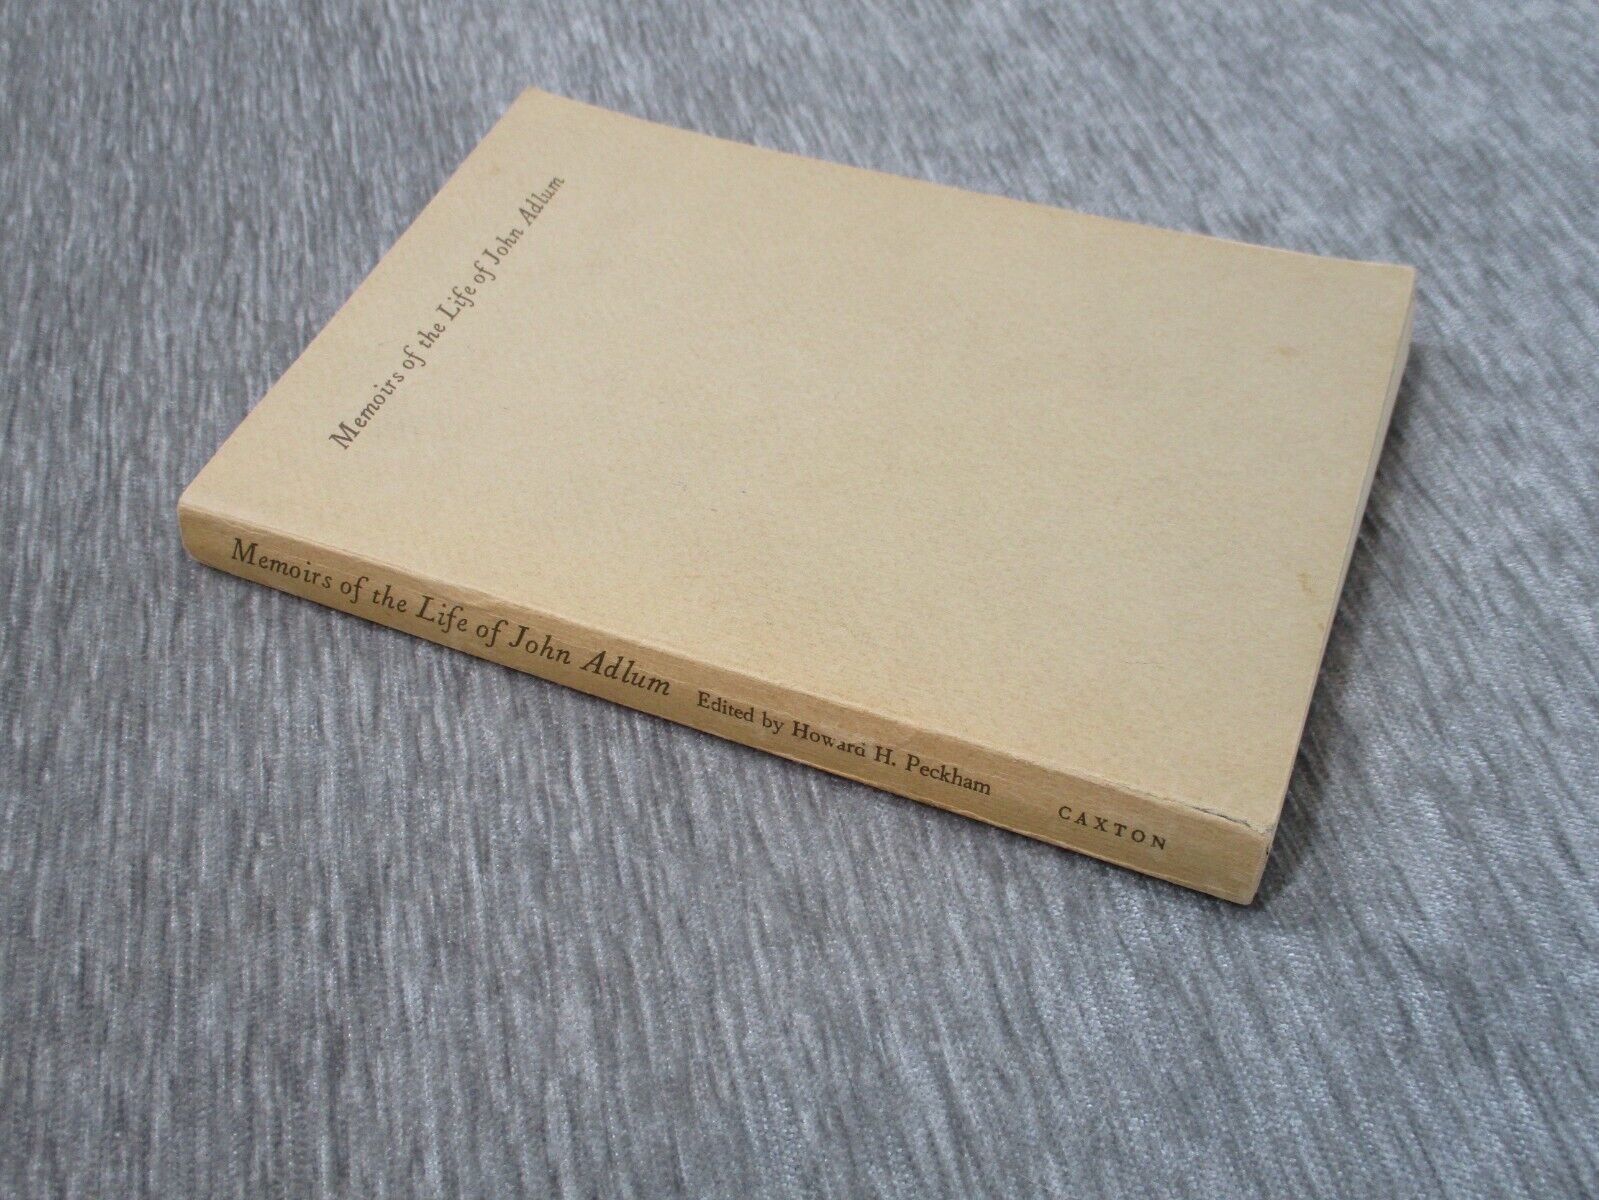 Memoirs of the Life of John Adlum
Memoirs of the Life of John Adlum Edited by Howard H. Peckham CAXTON